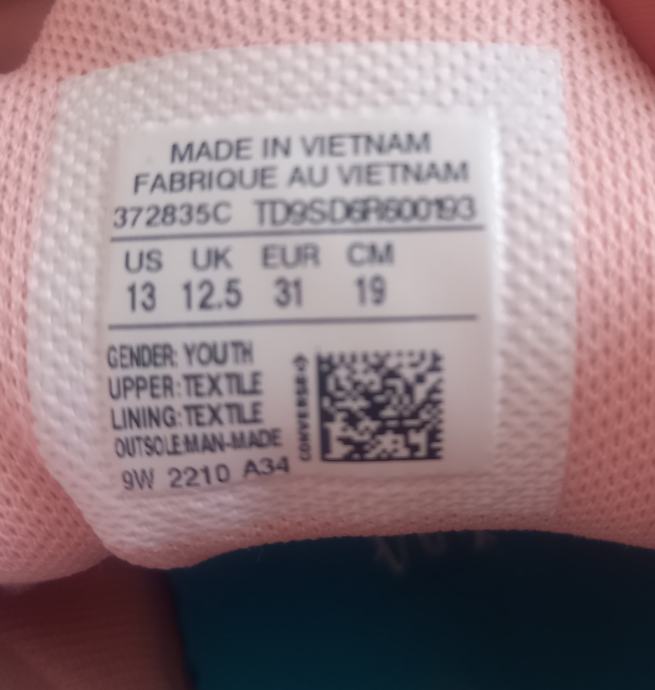 MADE IN VIETNAM
FABRIQUE AU VIETNAM
372835C TD9SD6R600193
US UK EUR CM
13 12.5 31 19
GENDER: YOUTH
UPPER:TEXTILE
LINING:TEXTILE
OUTSOLE:MAN-MADE
9W 2210 A34
CONVERSE